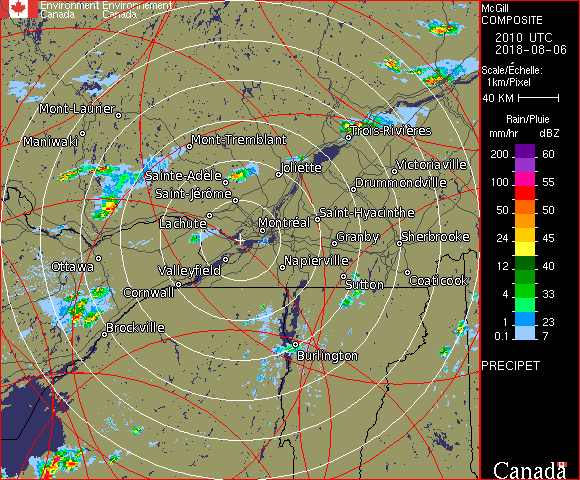 Environment Environnement
Canada Canada
McGill
COMPOSITE
2010 UTC
2018-08-06
Scale/Échelle:
1km/Pixel
40 KM
Rain/Pluie
mm/hr dBZ
200 60
100 55
50 50
24 45
12 40
4 30
1 23
0.1 7
PRECIPET
Canada
Mont-Laurier
Maniwaki
Mont-Tremblant
Trois-Rivières
Sainte-Adèle
Joliette
Victoriaville
Saint-Jérôme
Drummondville
Lachute
Montréal
Saint-Hyacinthe
Granby
Sherbrooke
Ottawa
Valleyfield
Napierville
Cornwall
Sutton
Coaticook
Brockville
Burlington